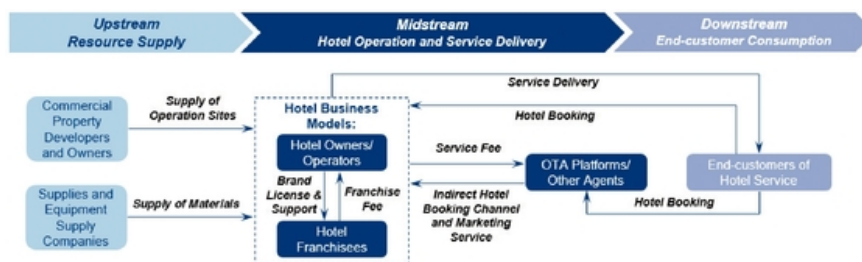 Upstream
Resource Supply
Midstream
Hotel Operation and Service Delivery
Downstream
End-customer Consumption
Service Delivery
Hotel Booking
Commercial
Property
Developers
and Owners
Supply of
Operation Sites
Hotel Business
Models:
Hotel Owners/
Operators
Service Fee
OTA Platforms/
Other Agents
End-customers of
Hotel Service
Brand
License &
Support
Franchise
Fee
Indirect Hotel
Booking Channel
and Marketing
Service
Hotel Booking
Supplies and
Equipment
Supply
Companies
Supply of Materials
Hotel
Franchisees